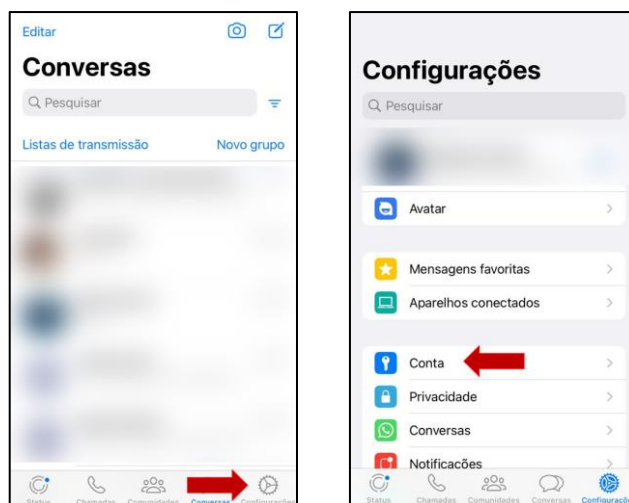 Editar
Conversas
Pesquisar
Listas de transmissão Novo grupo
Status Chamadas Comunidades Conversas Configurações
Configurações
Pesquisar
Avatar
Mensagens favoritas
Aparelhos conectados
Conta
Privacidade
Conversas
Notificações
Status Chamadas Comunidades Conversas Configuraçõ